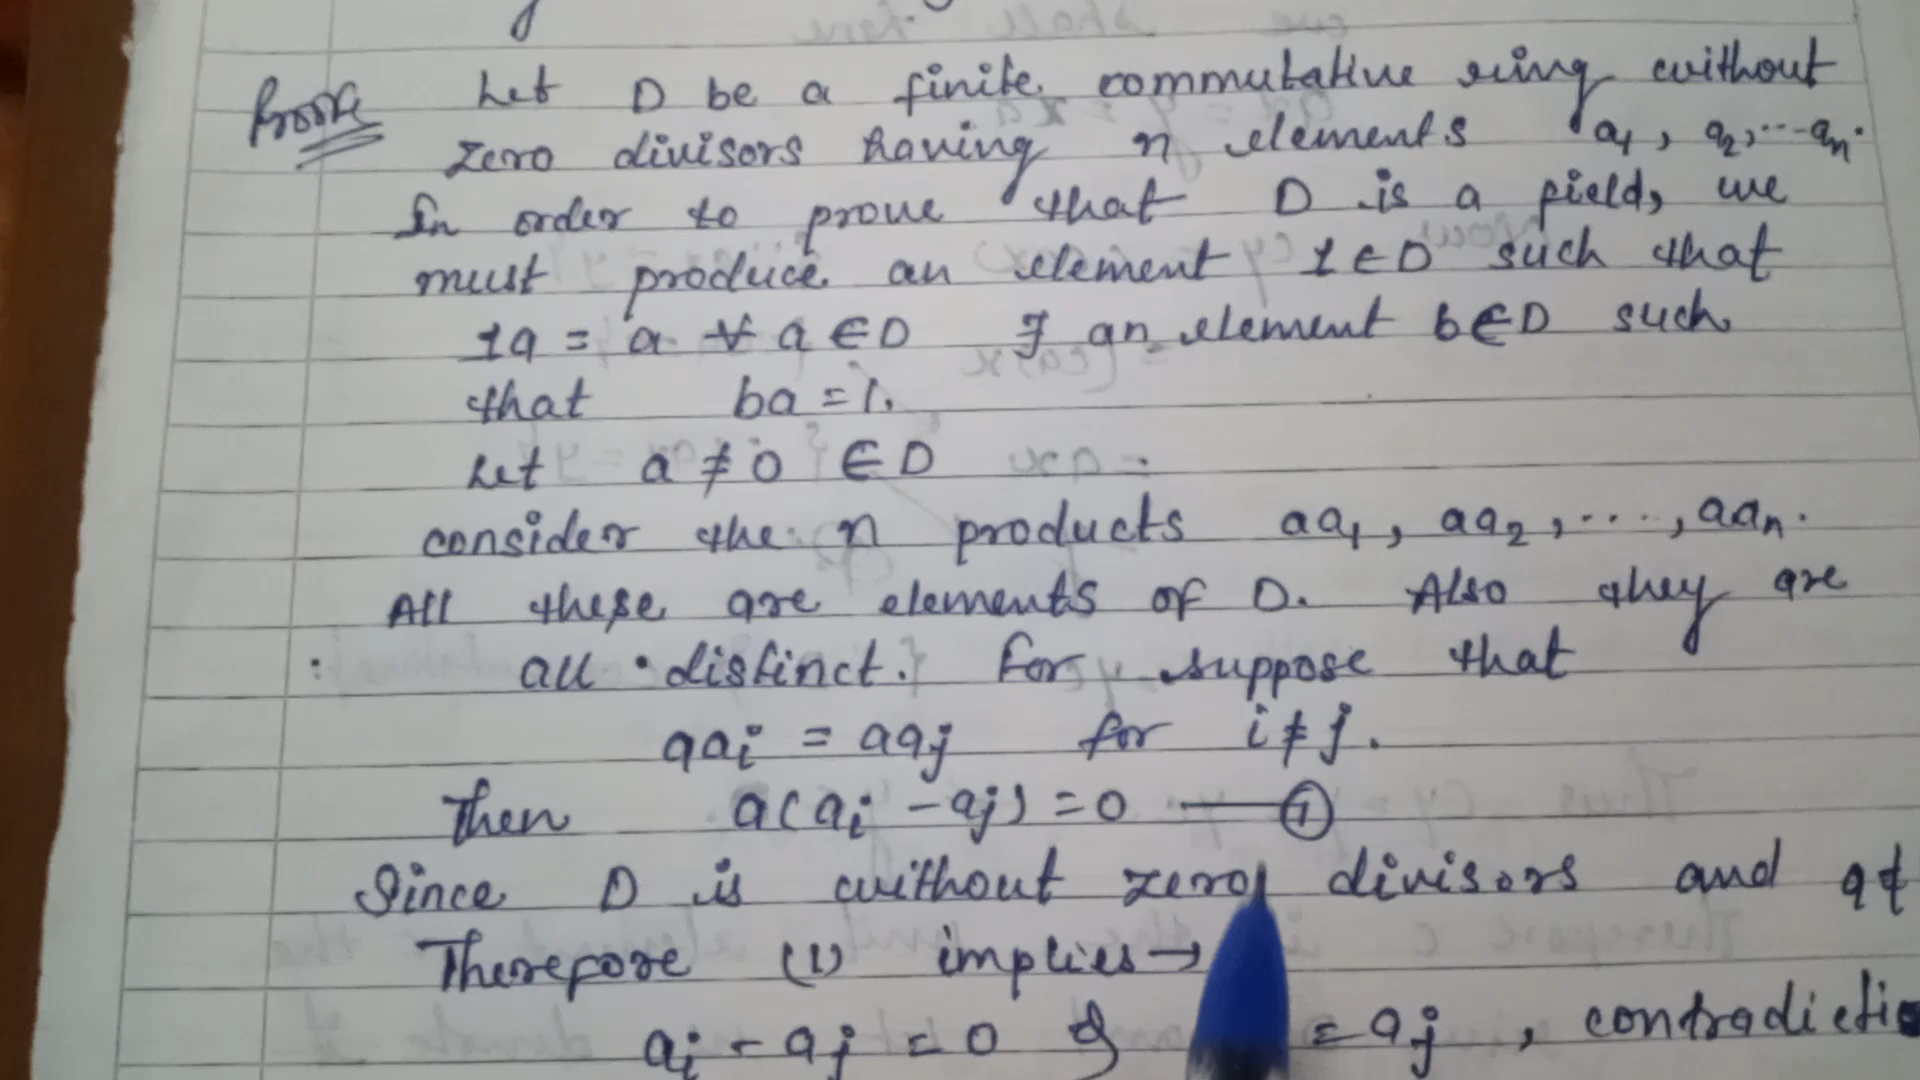 Proof Let D be a finite commutative ring without
zero divisors having n elements a1, a2, ... an.
In order to prove that D is a field, we
must produce an element 1 ∈ D such that
1a = a ∀ a ∈ D ∃ an element b ∈ D such
that ba = 1.
Let a ≠ 0 ∈ D
consider the n products aa1, aa2, ..., aan.
All these are elements of D. Also they are
all distinct. For suppose that
aai = aaj for i ≠ j.
Then a(ai - aj) = 0 —— ①
Since D is without zero divisors and a ≠
Therefore (1) implies →
ai - aj = 0 = aj, contradictio